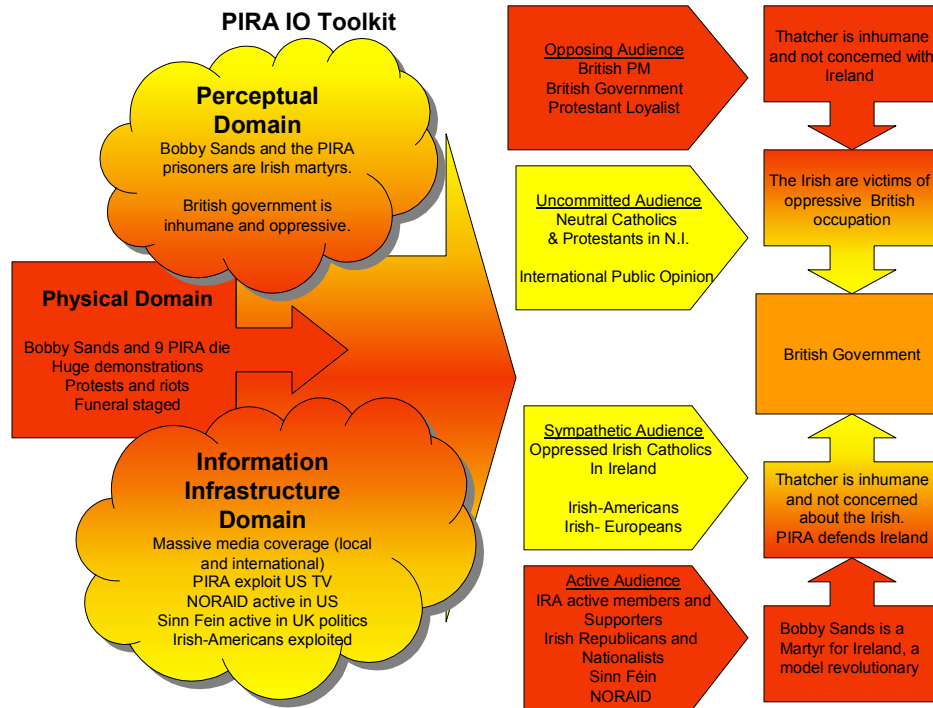 PIRA IO Toolkit
Perceptual
Domain
Bobby Sands and the PIRA
prisoners are Irish martyrs.
British government is
inhumane and oppressive.
Physical Domain
Bobby Sands and 9 PIRA die
Huge demonstrations
Protests and riots
Funeral staged
Information
Infrastructure
Domain
Massive media coverage (local
and international)
PIRA exploit US TV
NORAID active in US
Sinn Fein active in UK politics
Irish-Americans exploited
Opposing Audience
British PM
British Government
Protestant Loyalist
Thatcher is inhumane
and not concerned with
Ireland
Uncommitted Audience
Neutral Catholics
& Protestants in N.I.
International Public Opinion
The Irish are victims of
oppressive British
occupation
British Government
Sympathetic Audience
Oppressed Irish Catholics
In Ireland
Irish-Americans
Irish- Europeans
Thatcher is inhumane
and not concerned
about the Irish.
PIRA defends Ireland
Active Audience
IRA active members and
Supporters
Irish Republicans and
Nationalists
Sinn Féin
NORAID
Bobby Sands is a
Martyr for Ireland, a
model revolutionary